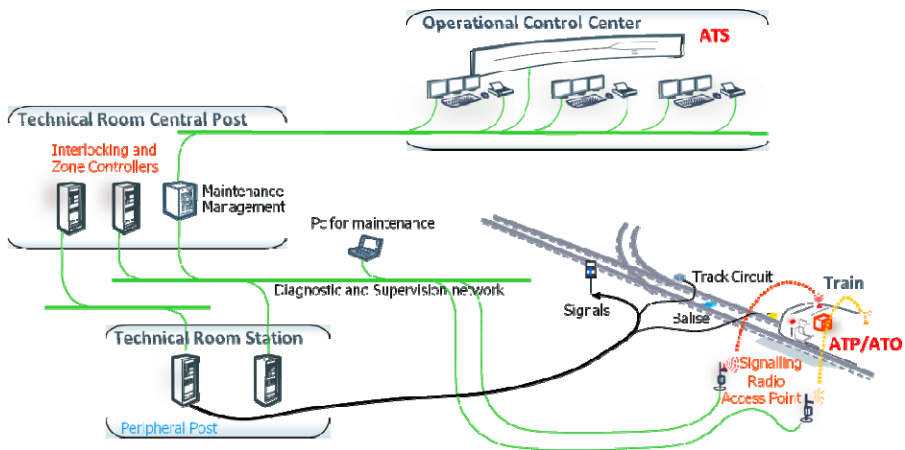 Operational Control Center
ATS
Technical Room Central Post
Interlocking and
Zone Controllers
Maintenance
Management
Pc for maintenance
Diagnostic and Supervision network
Signals
Track Circuit
Balise
Train
ATP/ATO
Signalling
Radio
Access Point
Technical Room Station
Peripheral Post